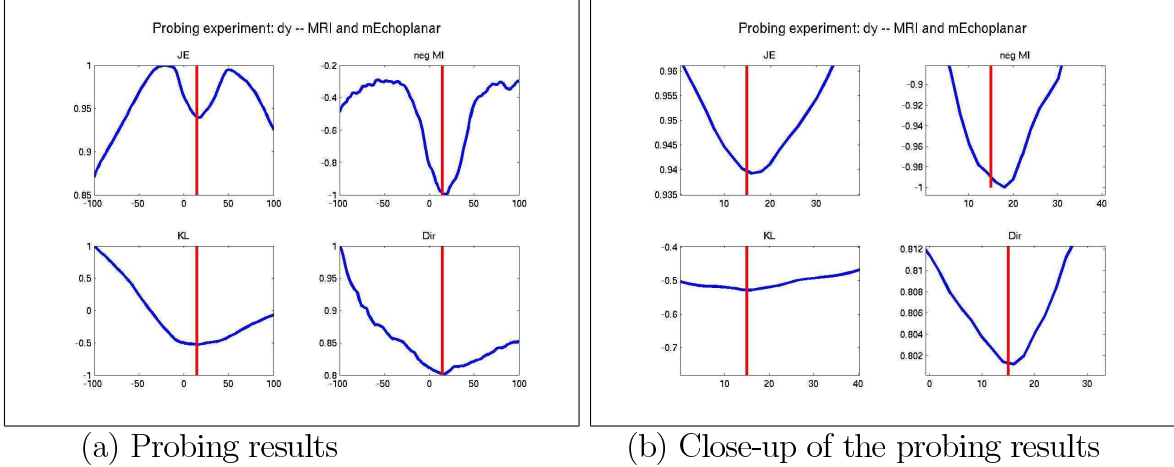 Probing experiment: dy -- MRI and mEchoplanar
JE
1
0.95
0.9
0.85
-100 -50 0 50 100
neg MI
-0.2
-0.4
-0.6
-0.8
-1
-100 -50 0 50 100
KL
1
0.5
0
-0.5
-1
-100 -50 0 50 100
Dir
1
0.95
0.9
0.85
0.8
-100 -50 0 50 100
(a) Probing results
Probing experiment: dy -- MRI and mEchoplanar
JE
0.96
0.955
0.95
0.945
0.94
0.935
10 20 30
neg MI
-0.9
-0.92
-0.94
-0.96
-0.98
-1
0 10 20 30 40
KL
-0.4
-0.5
-0.6
-0.7
10 20 30 40
Dir
0.812
0.81
0.808
0.806
0.804
0.802
0 10 20 30
(b) Close-up of the probing results